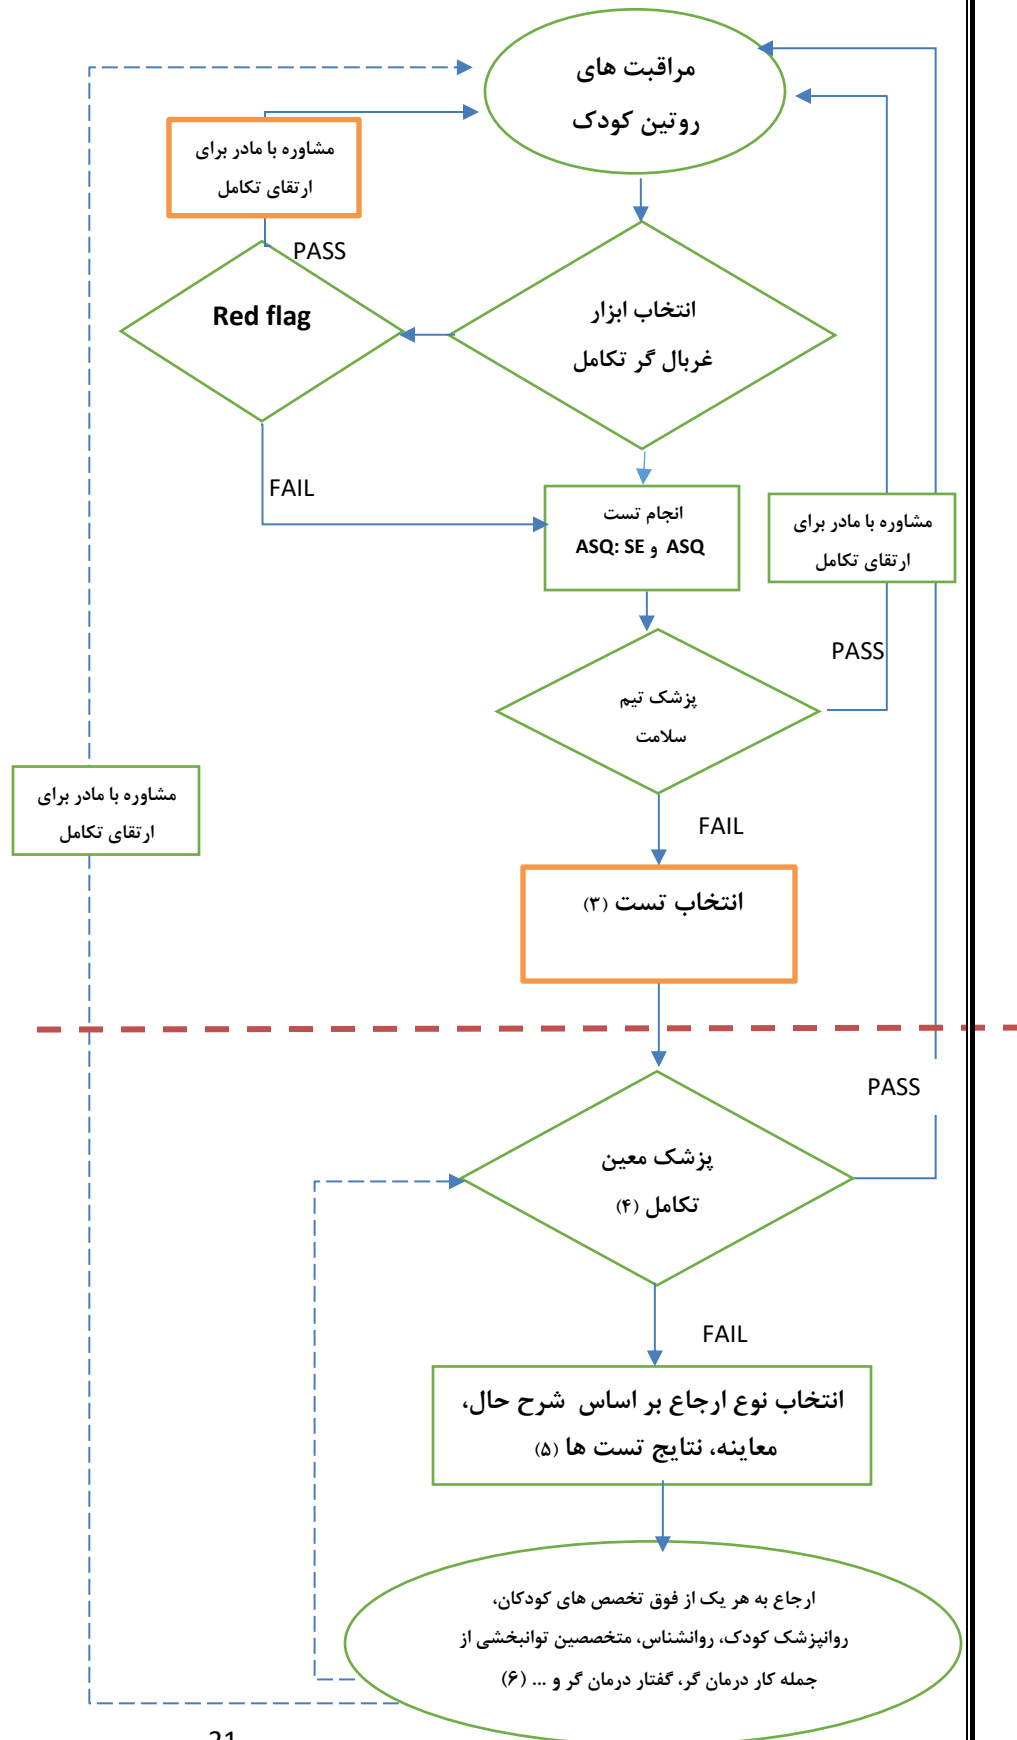 مراقبت های
روتین کودک
مشاوره با مادر برای
ارتقای تکامل
PASS
Red flag
انتخاب ابزار
غربال گر تکامل
FAIL
انجام تست
ASQ و ASQ: SE
مشاوره با مادر برای
ارتقای تکامل
PASS
پزشک تیم
سلامت
مشاوره با مادر برای
ارتقای تکامل
FAIL
انتخاب تست (۳)
PASS
پزشک معین
تکامل (۴)
FAIL
انتخاب نوع ارجاع بر اساس شرح حال،
معاینه، نتایج تست ها (۵)
ارجاع به هر یک از فوق تخصص های کودکان،
روانپزشک کودک، روانشناس، متخصصین توانبخشی از
جمله کار درمان گر، گفتار درمان گر و ... (۶)
21